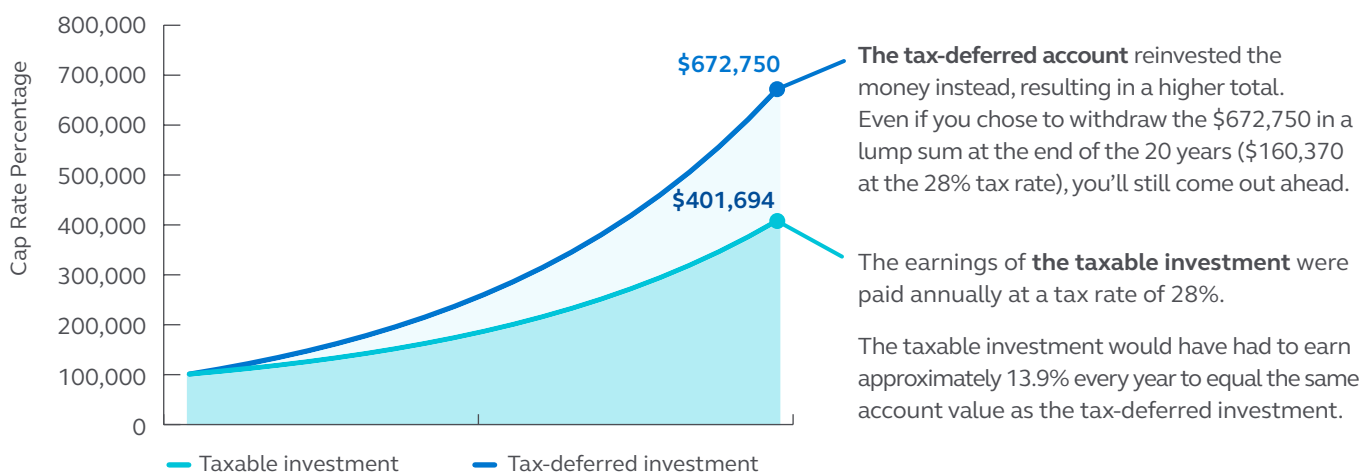 Cap Rate Percentage
800,000
700,000
600,000
500,000
400,000
300,000
200,000
100,000
0
$672,750
$401,694
Taxable investment
Tax-deferred investment
The tax-deferred account reinvested the
money instead, resulting in a higher total.
Even if you chose to withdraw the $672,750 in a
lump sum at the end of the 20 years ($160,370
at the 28% tax rate), you’ll still come out ahead.
The earnings of the taxable investment were
paid annually at a tax rate of 28%.
The taxable investment would have had to earn
approximately 13.9% every year to equal the same
account value as the tax-deferred investment.